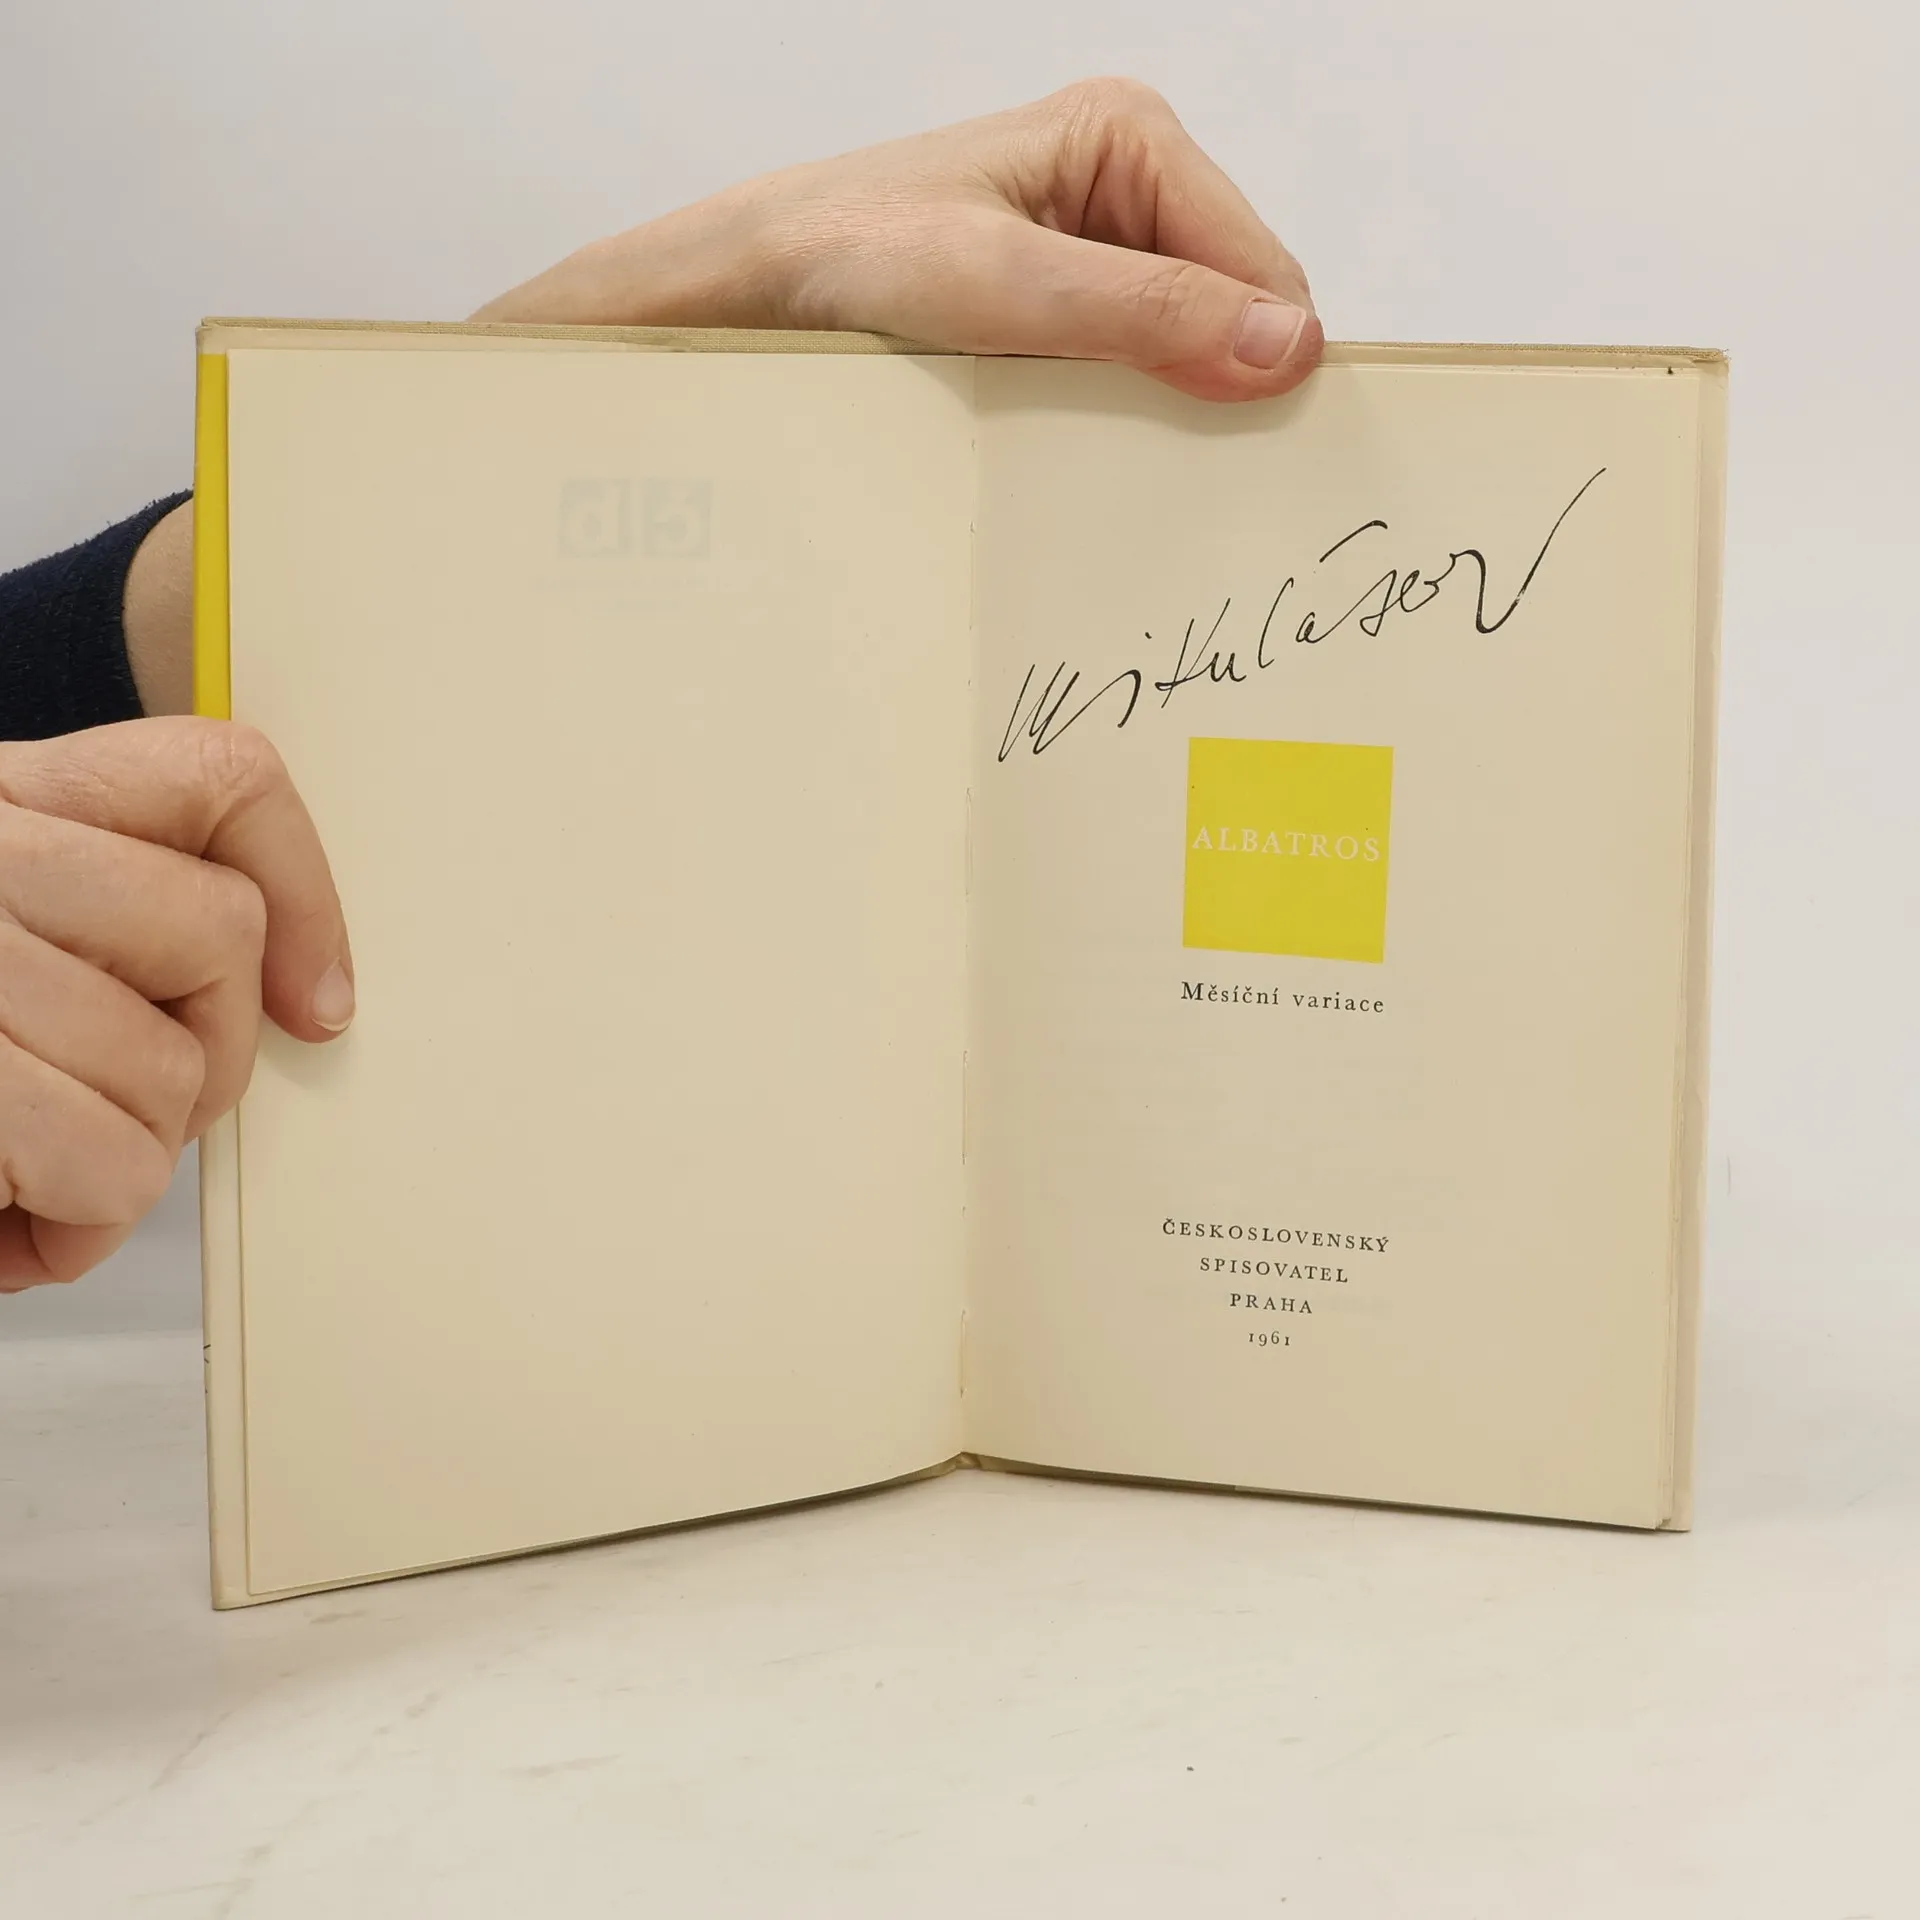 Mikulášek
ALBATROS
Měsíční variace
ČESKOSLOVENSKÝ
SPISOVATEL
PRAHA
1961